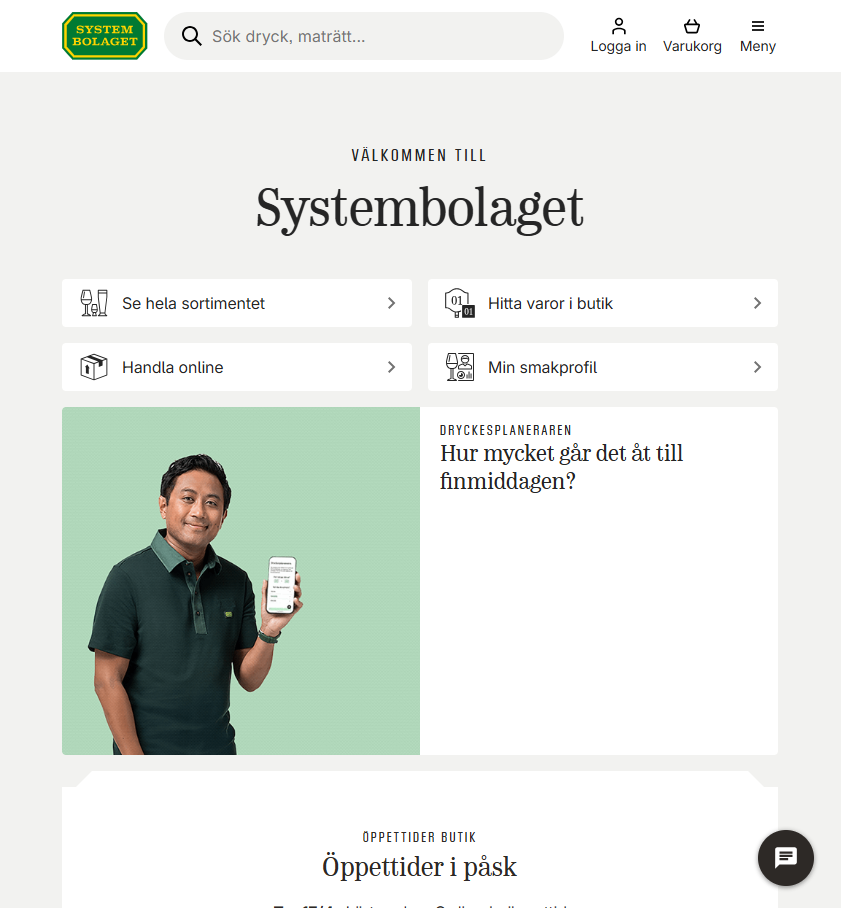 SYSTEM
BOLAGET
Sök dryck, maträtt...
Logga in
Varukorg
Meny
VÄLKOMMEN TILL
Systembolaget
Se hela sortimentet
01
01
Hitta varor i butik
Handla online
Min smakprofil
DRYCKESPLANERAREN
Hur mycket går det åt till
finmiddagen?
ÖPPETTIDER BUTIK
Öppettider i påsk